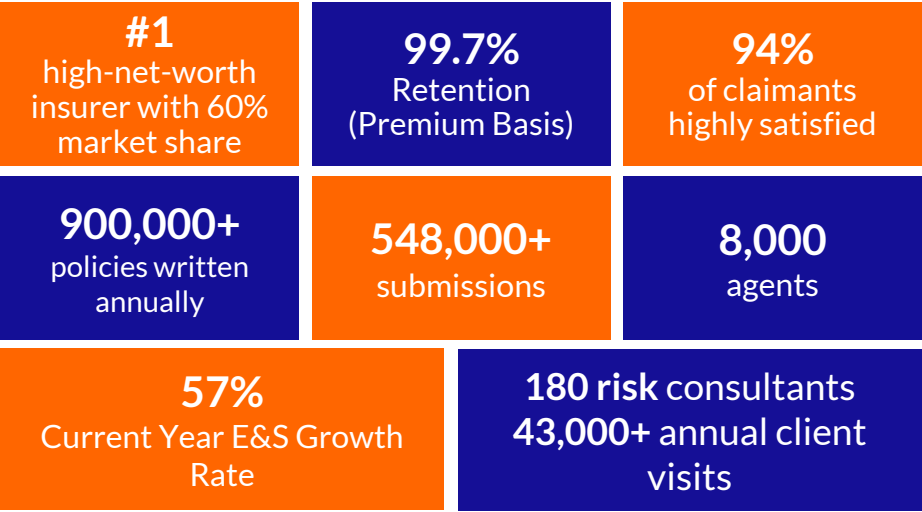 #1
high-net-worth
insurer with 60%
market share
99.7%
Retention
(Premium Basis)
94%
of claimants
highly satisfied
900,000+
policies written
annually
548,000+
submissions
8,000
agents
57%
Current Year E&S Growth
Rate
180 risk consultants
43,000+ annual client
visits